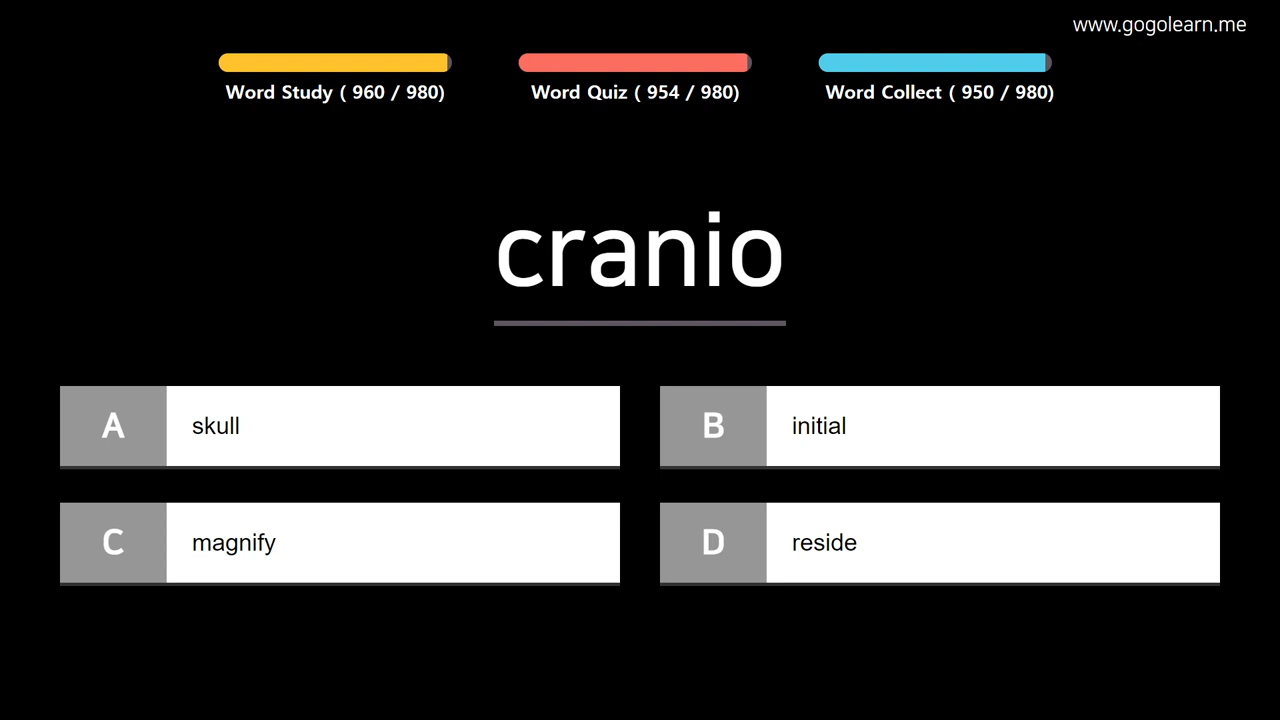 www.gogolearn.me
Word Study ( 960 / 980)
Word Quiz ( 954 / 980)
Word Collect ( 950 / 980)
cranio
A skull
B initial
C magnify
D reside